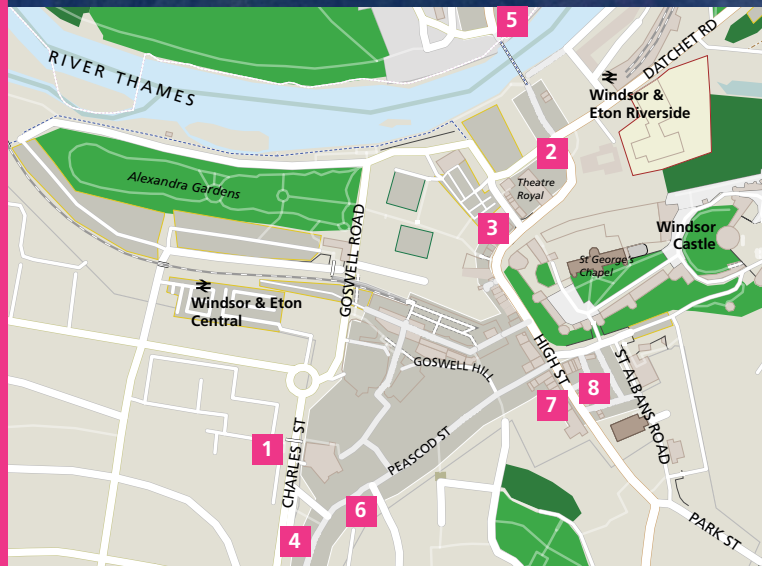 5
RIVER THAMES
DATCHET RD
Windsor &
Eton Riverside
2
Alexandra Gardens
Theatre
Royal
3
GOSWELL ROAD
Windsor
Castle
St George's
Chapel
Windsor & Eton
Central
HIGH ST
GOSWELL HILL
ST ALBANS ROAD
8
7
1
CHARLES ST
PEASCOD ST
6
4
PARK ST